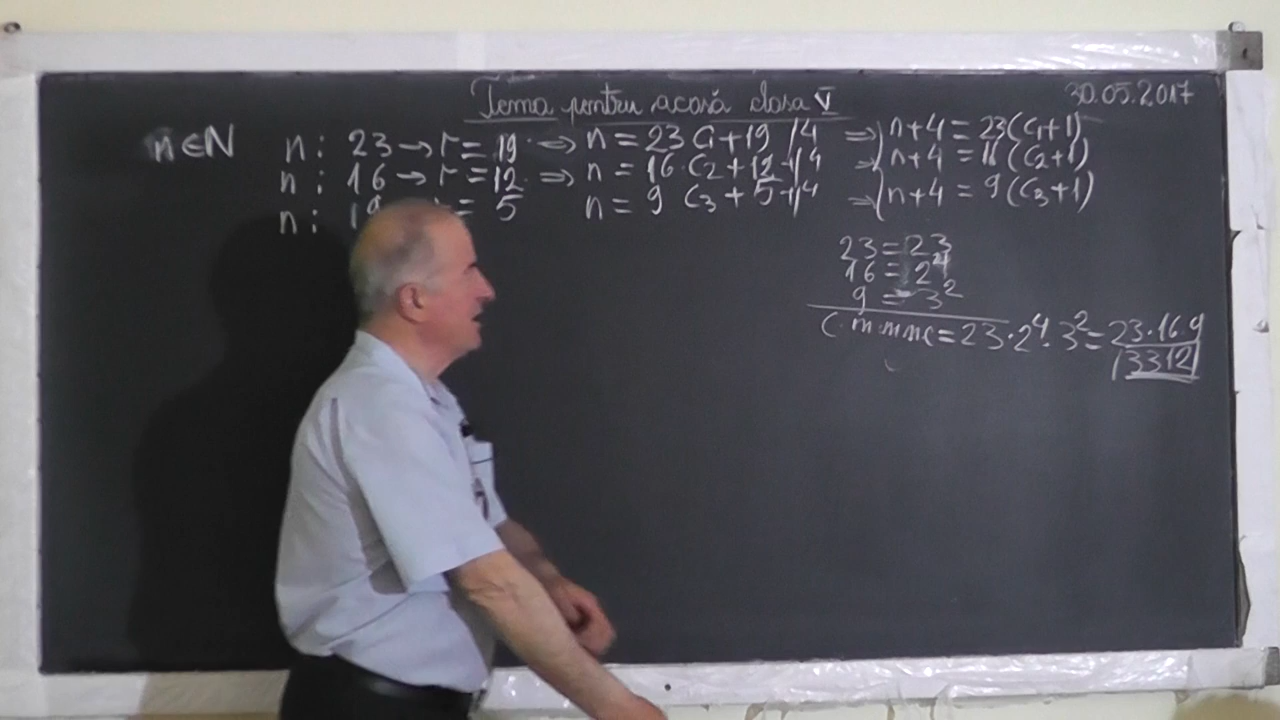 Tema pentru acasă clasa V 30.05.2017
n∈N n : 23 → r = 19 ⇒ n = 23 C1 + 19 /4 ⇒ n+4 = 23(C1+1)
n : 16 → r = 12 ⇒ n = 16·C2 + 12 +/4 ⇒ n+4 = 16(C2+1)
n : = 5 n = 9 C3 + 5 +/4 ⇒ n+4 = 9(C3+1)
23 = 23
16 = 2⁴
9 = 3²
C.m.m.m.c = 23·2⁴·3² = 23·16·9
3312